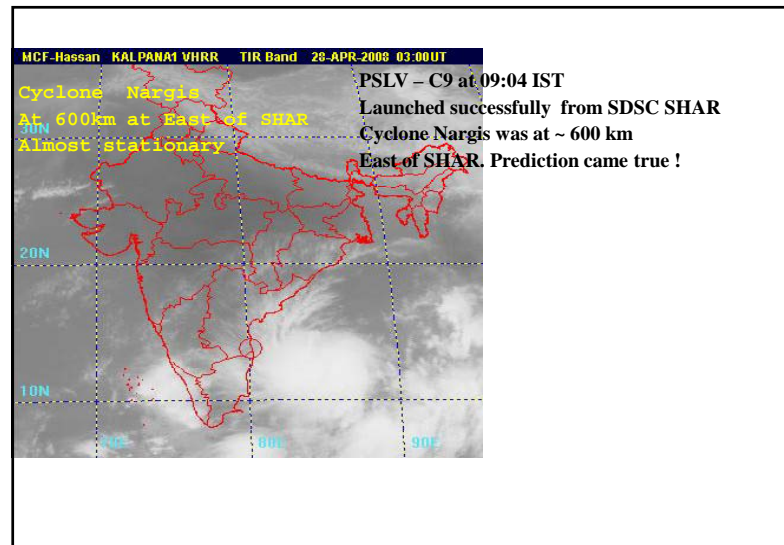 MCF-Hassan KALPANA1 VHRR TIR Band 28-APR-2008 03:00UT
Cyclone Nargis
At 600km at East of SHAR
Almost stationary
PSLV – C9 at 09:04 IST
Launched successfully from SDSC SHAR
Cyclone Nargis was at ~ 600 km
East of SHAR. Prediction came true !
30N
20N
10N
70E 80E 90E